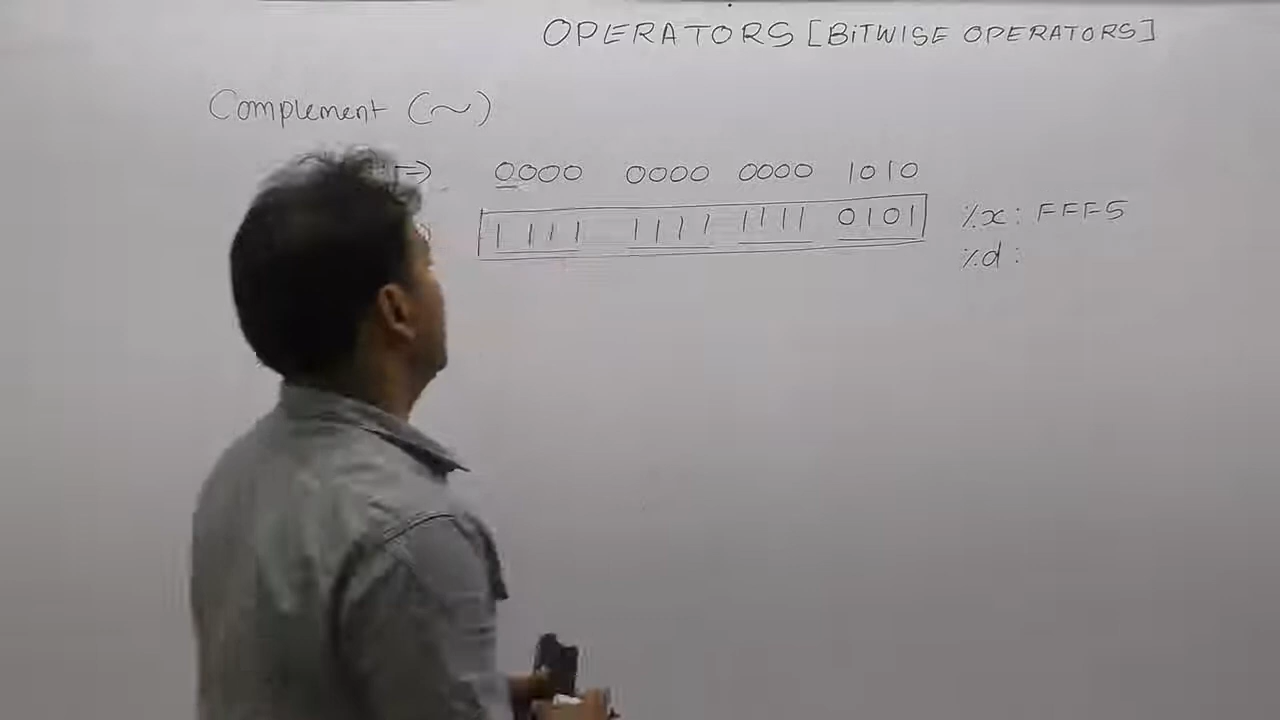 OPERATORS [BITWISE OPERATORS]
Complement (~)
→ 0000 0000 0000 1010
1111 1111 1111 0101
%x : FFF5
%d :